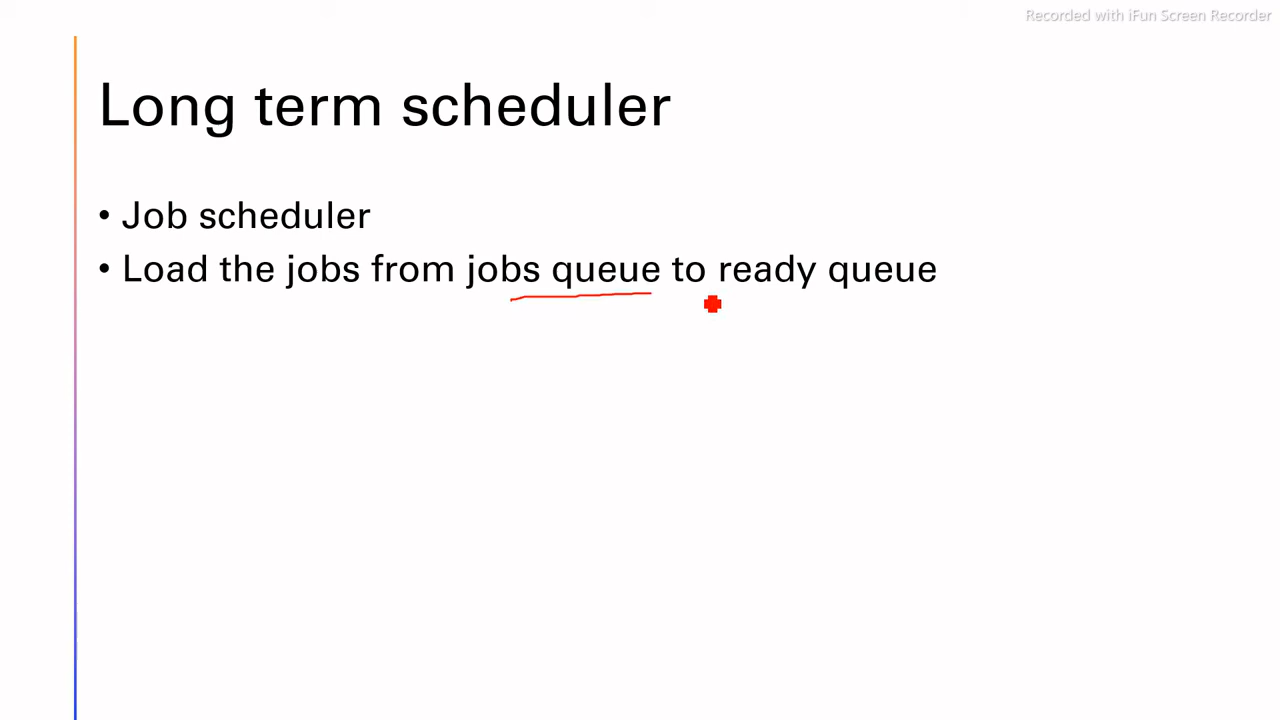 Recorded with iFun Screen Recorder
Long term scheduler
• Job scheduler
• Load the jobs from jobs queue to ready queue